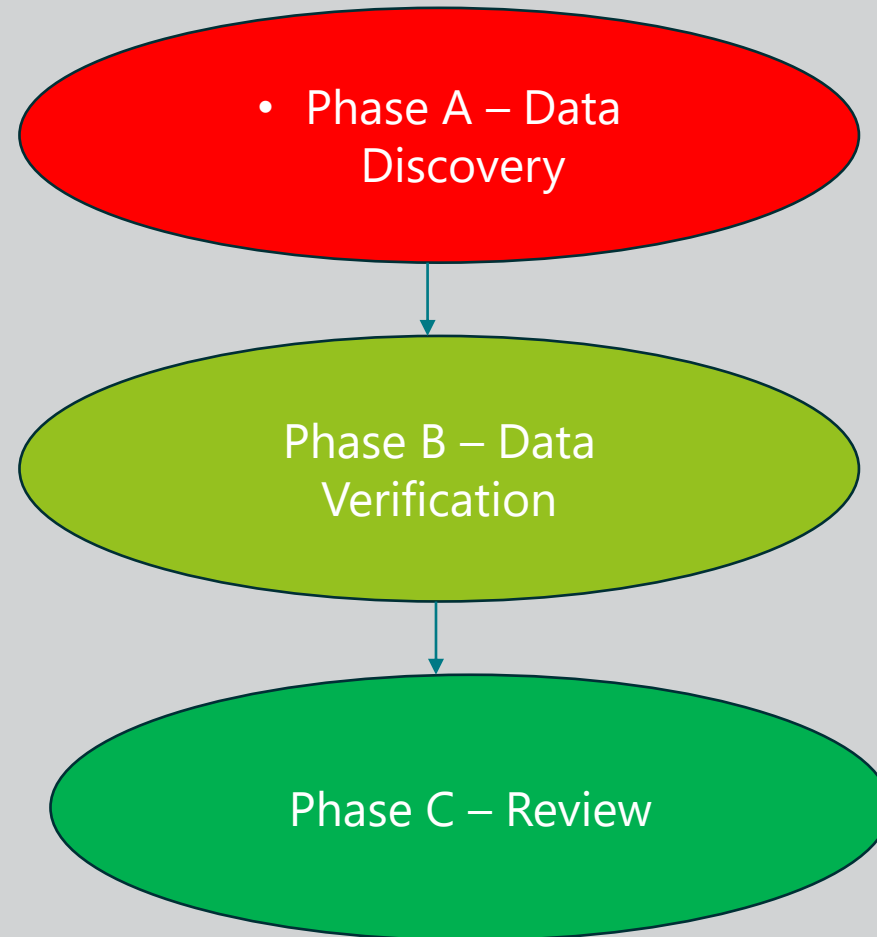 • Phase A – Data
Discovery
Phase B – Data
Verification
Phase C – Review